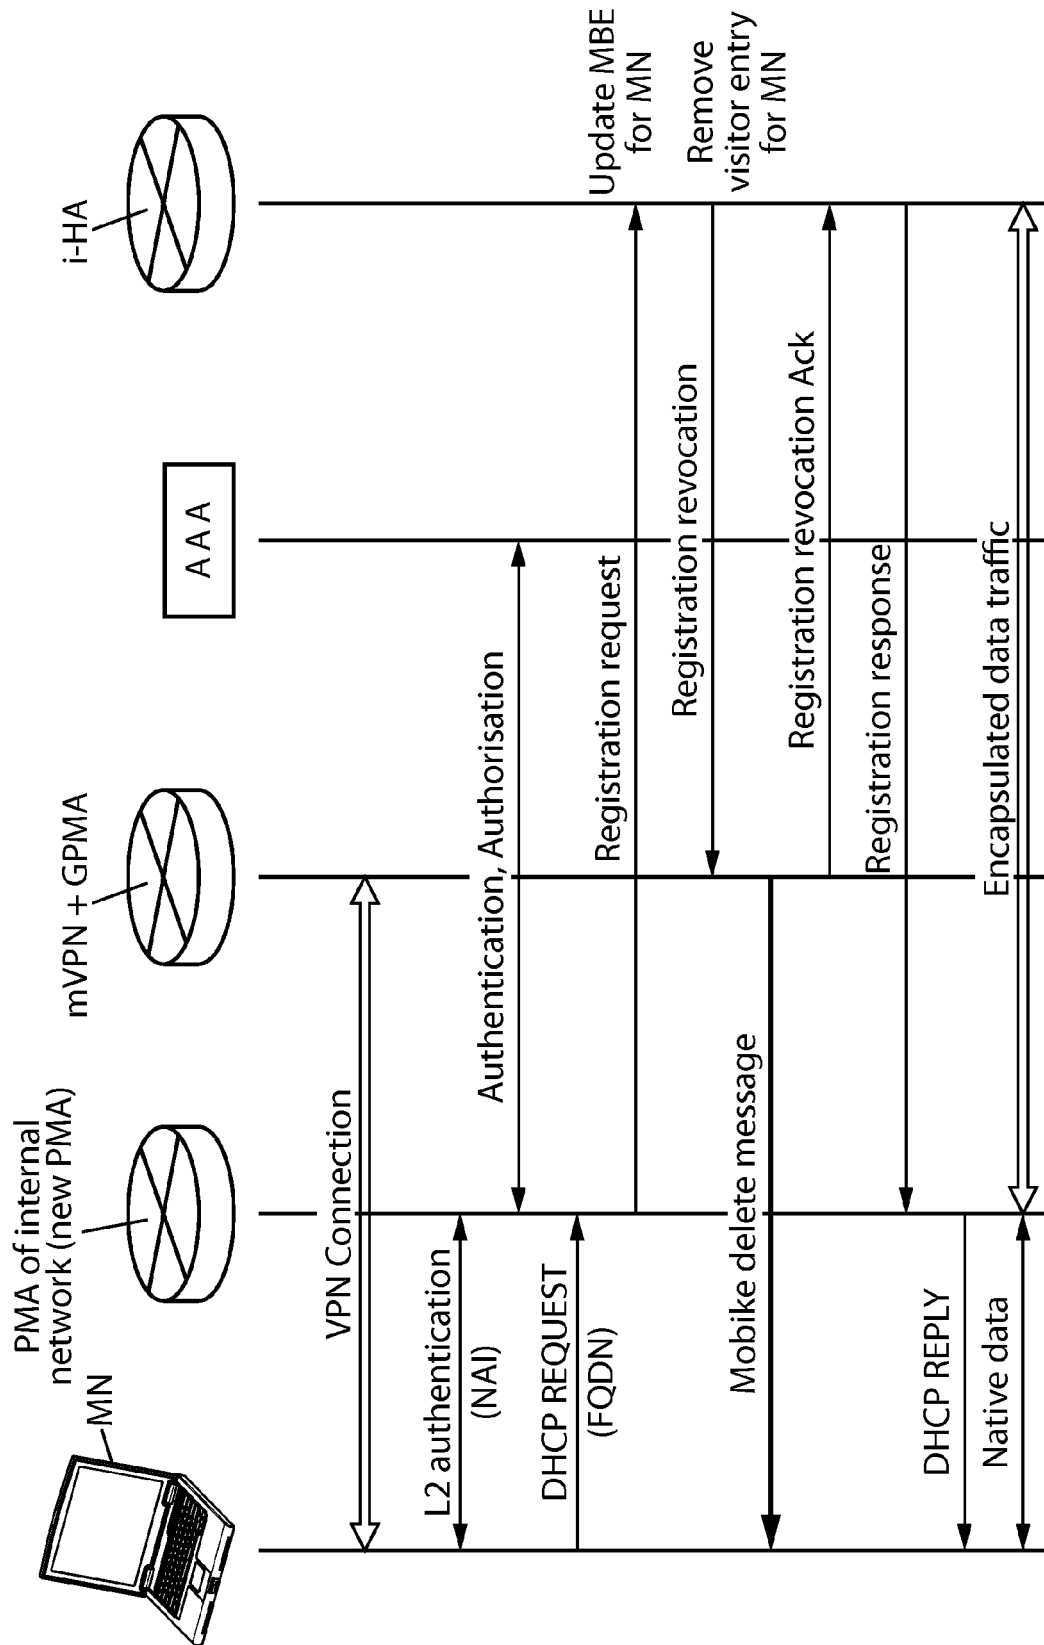 MN
PMA of internal
network (new PMA)
mVPN + GPMA
A A A
i-HA
VPN Connection
L2 authentication
(NAI)
Authentication, Authorisation
DHCP REQUEST
(FQDN)
Registration request
Update MBE
for MN
Registration revocation
Remove
visitor entry
for MN
Mobike delete message
Registration revocation Ack
Registration response
DHCP REPLY
Native data
Encapsulated data traffic